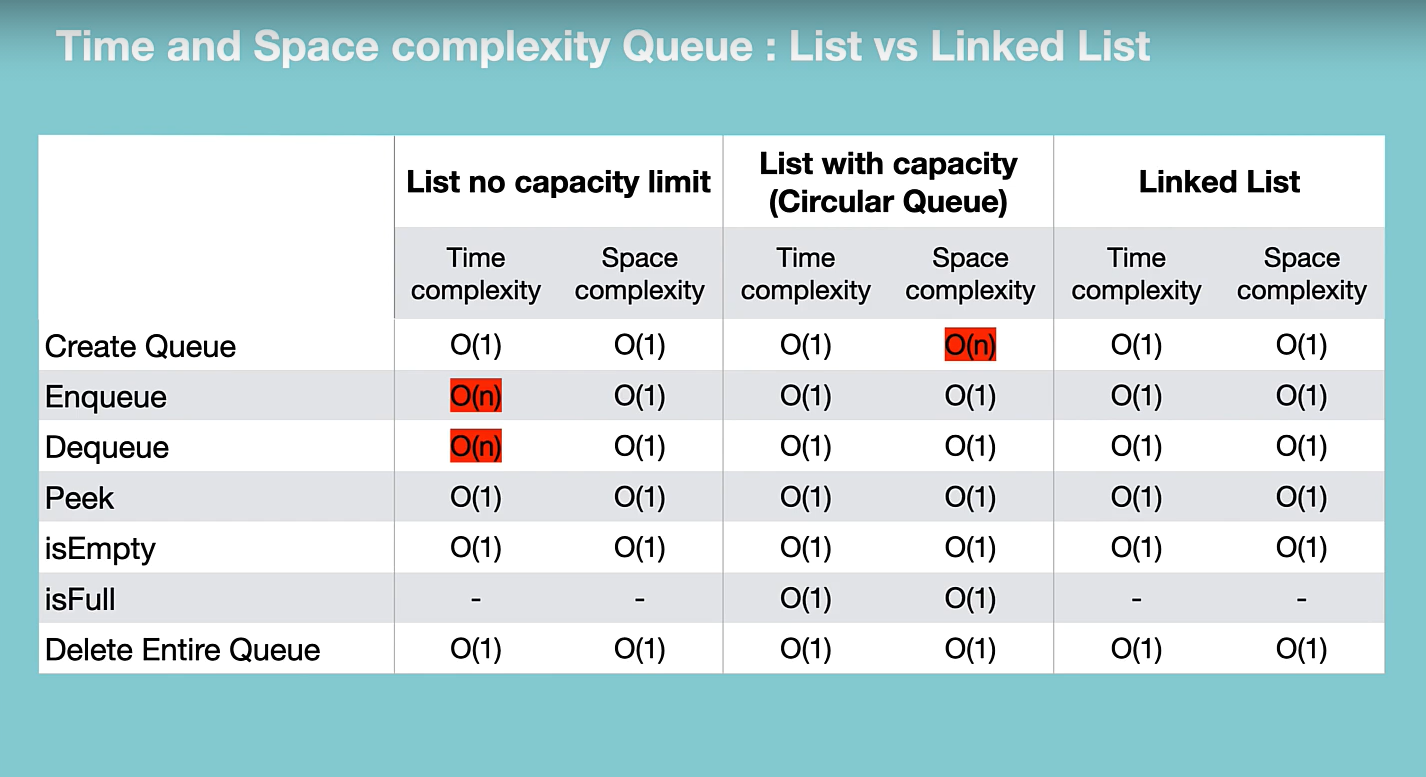 Time and Space complexity Queue : List vs Linked List
List no capacity limit
List with capacity
(Circular Queue)
Linked List
Time
complexity
Space
complexity
Time
complexity
Space
complexity
Time
complexity
Space
complexity
Create Queue O(1) O(1) O(1) O(n) O(1) O(1)
Enqueue O(n) O(1) O(1) O(1) O(1) O(1)
Dequeue O(n) O(1) O(1) O(1) O(1) O(1)
Peek O(1) O(1) O(1) O(1) O(1) O(1)
isEmpty O(1) O(1) O(1) O(1) O(1) O(1)
isFull - - O(1) O(1) - -
Delete Entire Queue O(1) O(1) O(1) O(1) O(1) O(1)